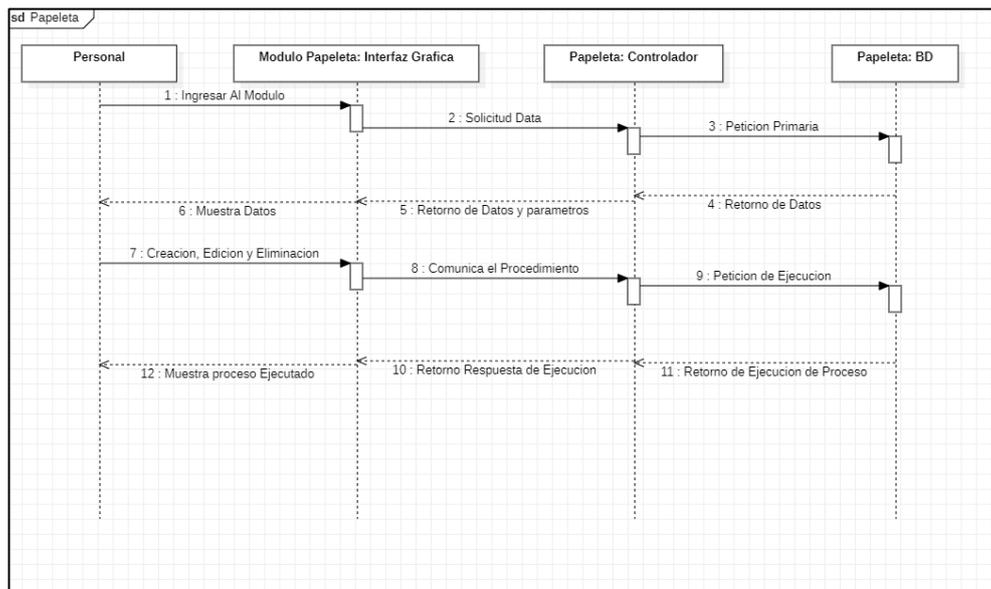 sd Papeleta
Personal
Modulo Papeleta: Interfaz Grafica
Papeleta: Controlador
Papeleta: BD
1 : Ingresar Al Modulo
2 : Solicitud Data
3 : Peticion Primaria
4 : Retorno de Datos
5 : Retorno de Datos y parametros
6 : Muestra Datos
7 : Creacion, Edicion y Eliminacion
8 : Comunica el Procedimiento
9 : Peticion de Ejecucion
10 : Retorno Respuesta de Ejecucion
11 : Retorno de Ejecucion de Proceso
12 : Muestra proceso Ejecutado